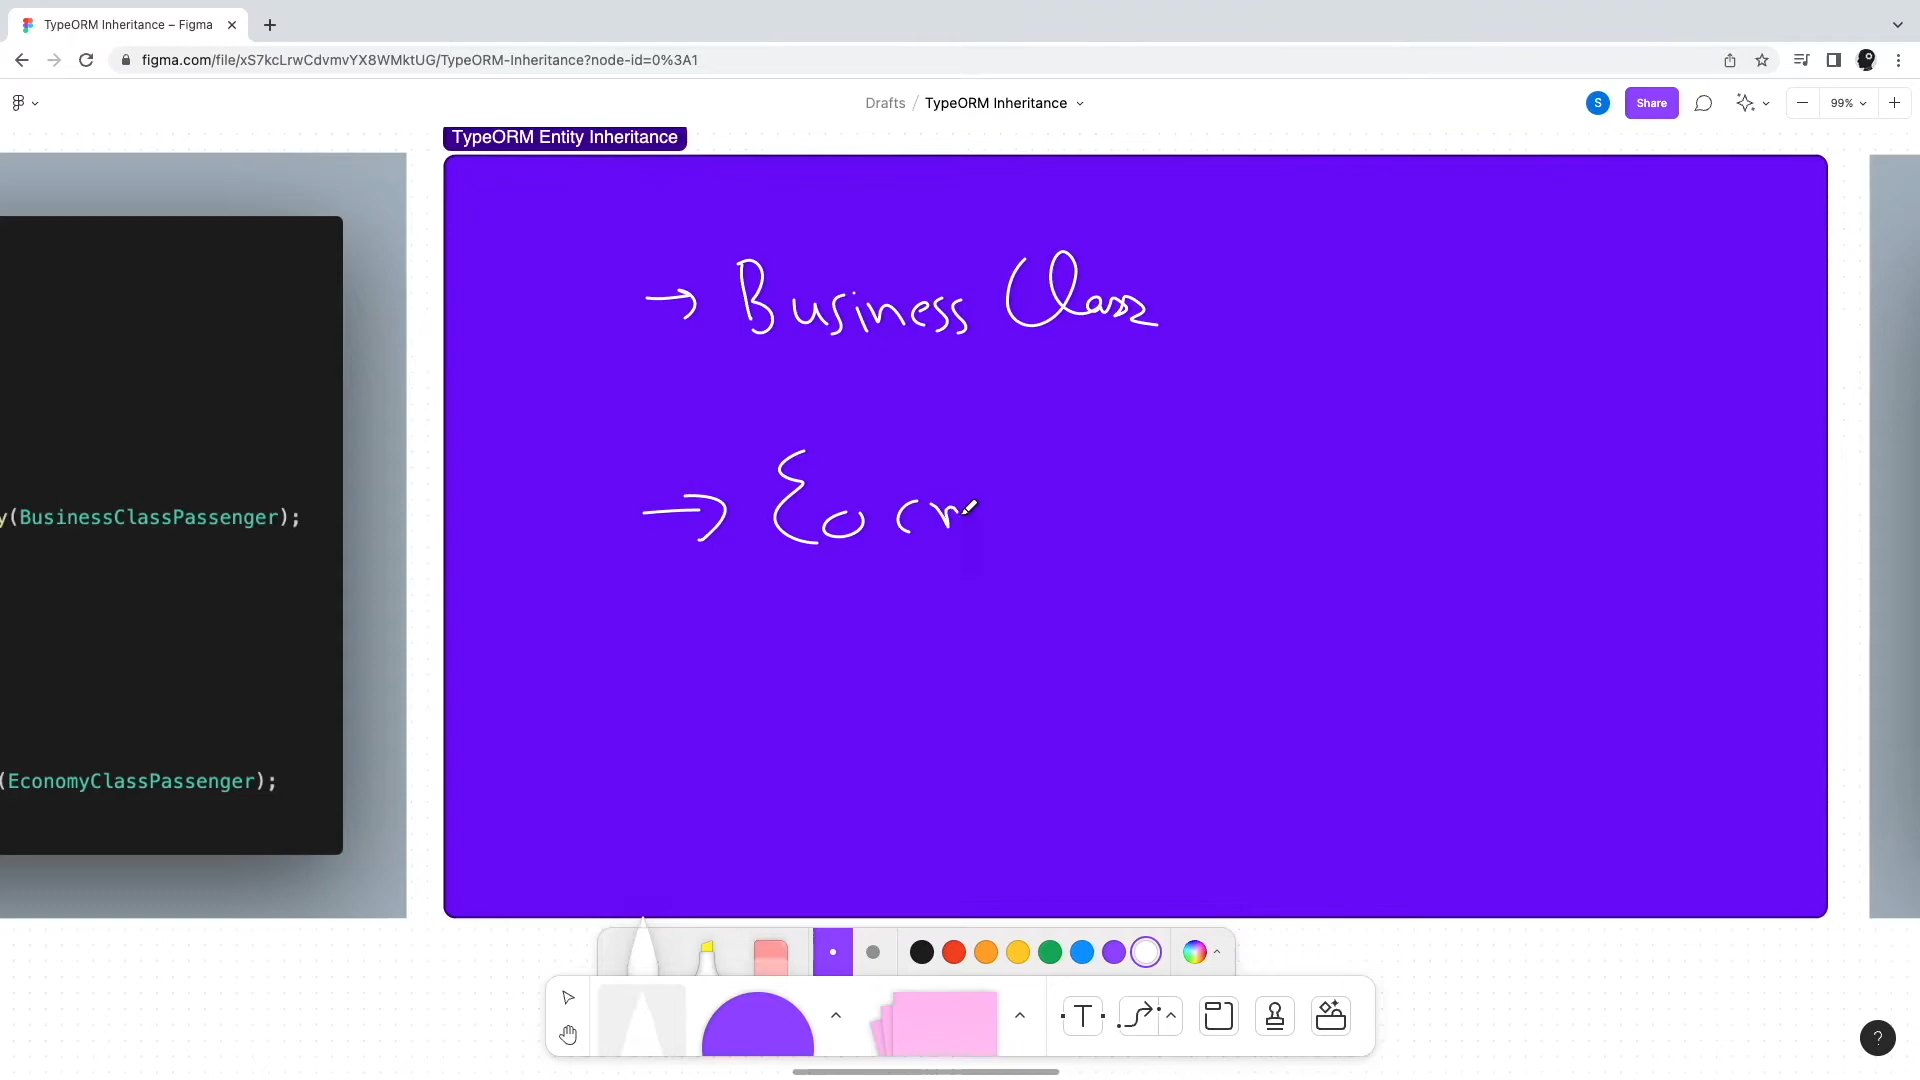 TypeORM Inheritance – Figma
figma.com/file/xS7kcLrwCdvmvYX8WMktUG/TypeORM-Inheritance?node-id=0%3A1
Drafts / TypeORM Inheritance
S
Share
99%
TypeORM Entity Inheritance
→ Business Class
y(BusinessClassPassenger);
→
(EconomyClassPassenger);
T
?